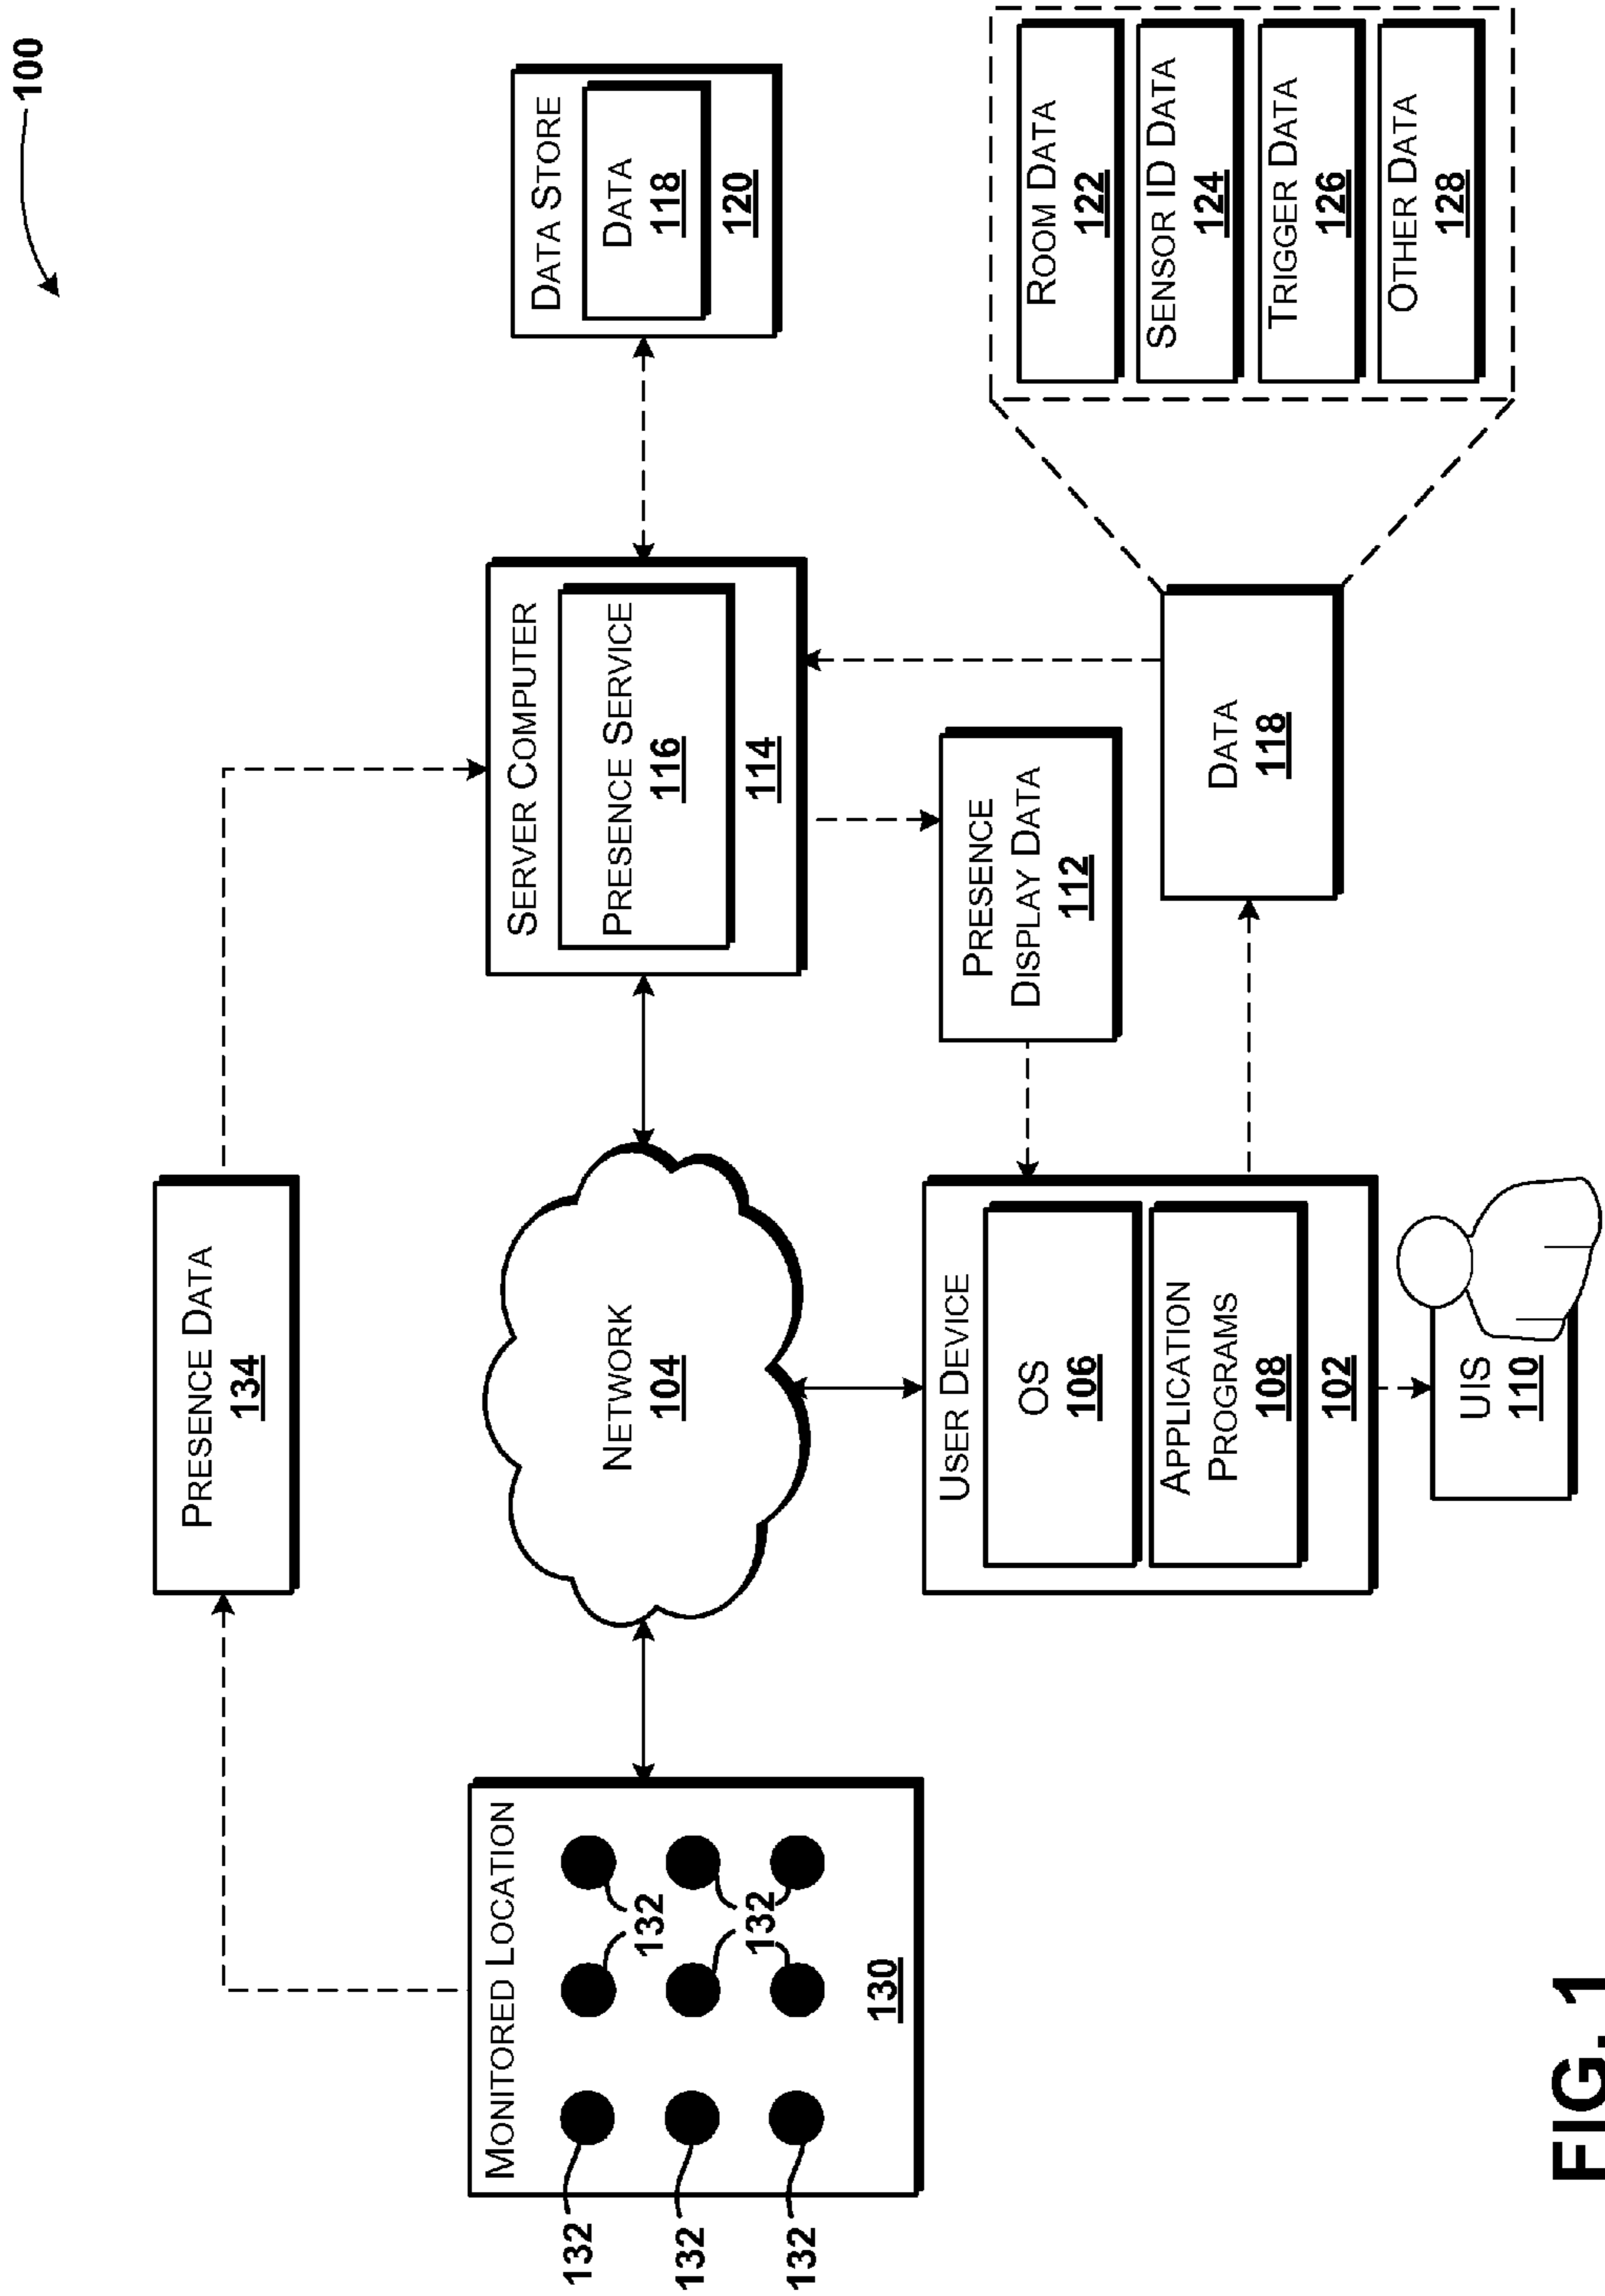 100
PRESENCE DATA
134
MONITORED LOCATION
132
132
132
132
132
130
NETWORK
104
SERVER COMPUTER
PRESENCE SERVICE
116
114
DATA STORE
DATA
118
120
USER DEVICE
OS
106
APPLICATION
PROGRAMS
108
102
UIS
110
PRESENCE
DISPLAY DATA
112
DATA
118
ROOM DATA
122
SENSOR ID DATA
124
TRIGGER DATA
126
OTHER DATA
128
FIG. 1